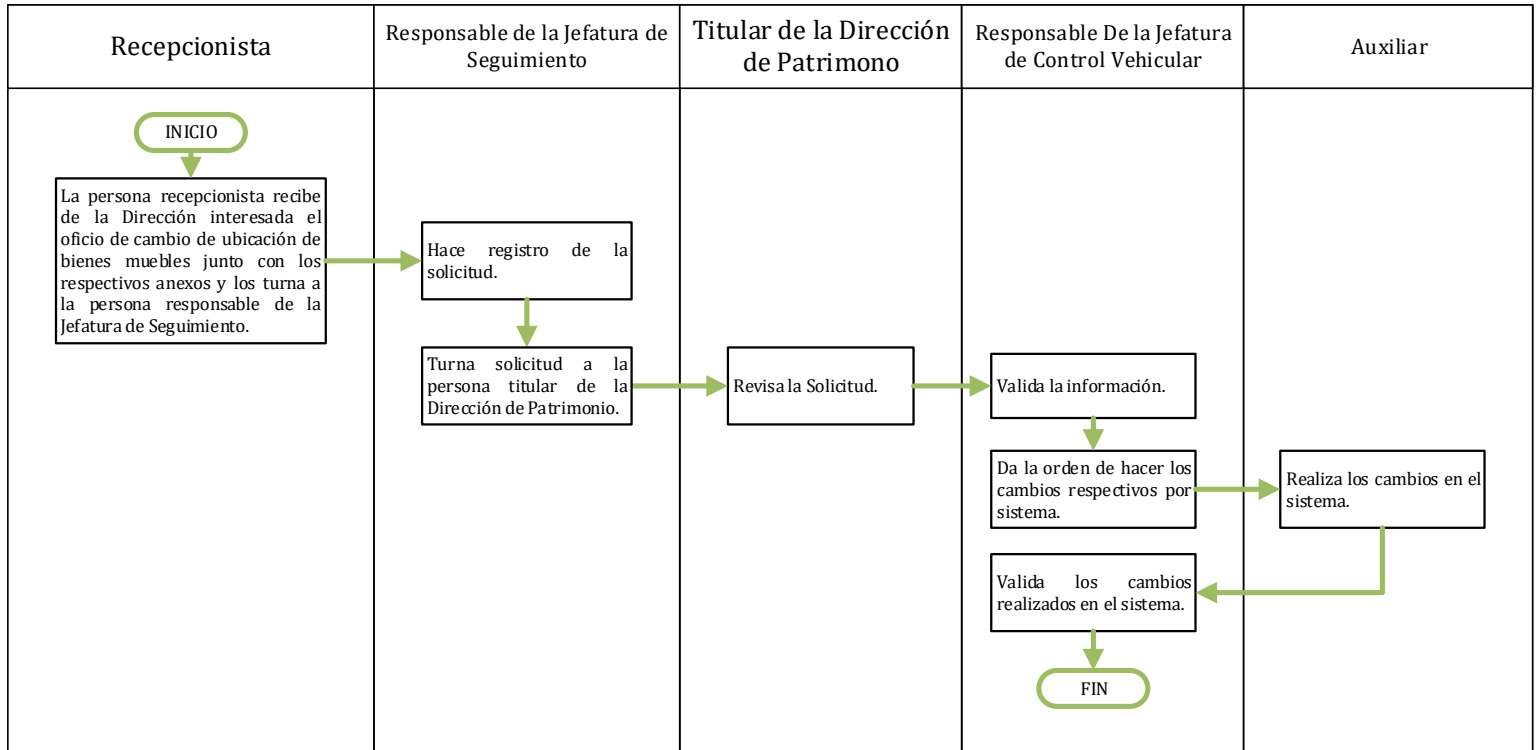 Recepcionista
Responsable de la Jefatura de
Seguimiento
Titular de la Dirección
de Patrimono
Responsable De la Jefatura
de Control Vehicular
Auxiliar
INICIO
La persona recepcionista recibe
de la Dirección interesada el
oficio de cambio de ubicación de
bienes muebles junto con los
respectivos anexos y los turna a
la persona responsable de la
Jefatura de Seguimiento.
Hace registro de la
solicitud.
Turna solicitud a la
persona titular de la
Dirección de Patrimonio.
Revisa la Solicitud.
Valida la información.
Da la orden de hacer los
cambios respectivos por
sistema.
Realiza los cambios en el
sistema.
Valida los cambios
realizados en el sistema.
FIN